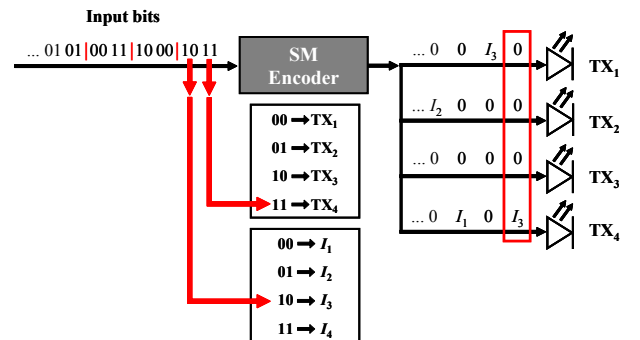 Input bits
... 01 01 | 00 11 | 10 00 | 10 11
SM
Encoder
00 → TX₁
01 → TX₂
10 → TX₃
11 → TX₄
00 → I₁
01 → I₂
10 → I₃
11 → I₄
... 0 0 I₃ 0 TX₁
... I₂ 0 0 0 TX₂
... 0 0 0 0 TX₃
... 0 I₁ 0 I₃ TX₄